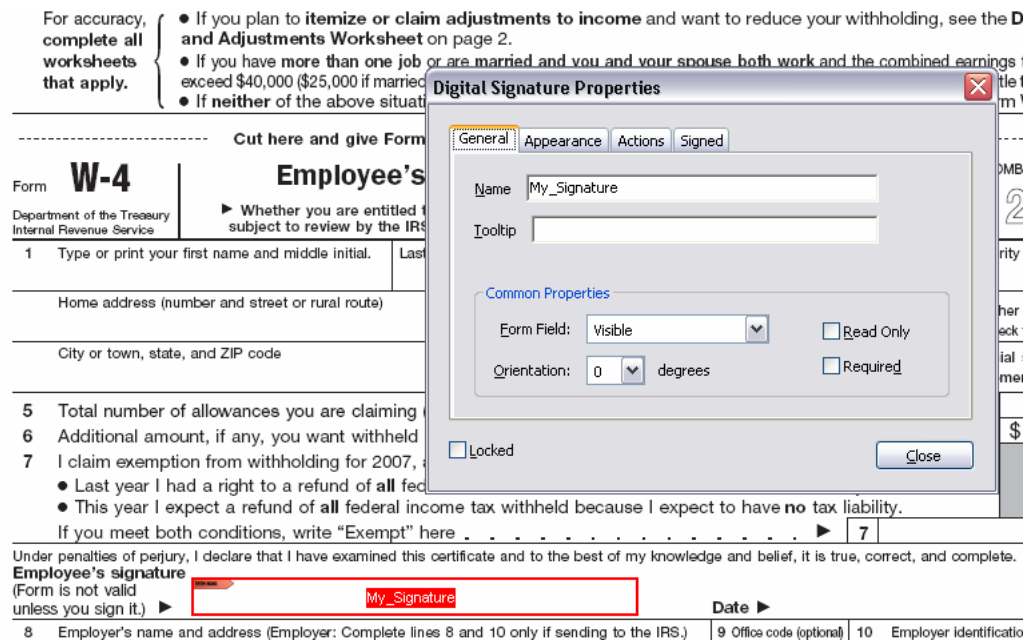 For accuracy, complete all worksheets that apply.
● If you plan to itemize or claim adjustments to income and want to reduce your withholding, see the D
and Adjustments Worksheet on page 2.
● If you have more than one job or are married and you and your spouse both work and the combined earnings
exceed $40,000 ($25,000 if married
● If neither of the above situati
Cut here and give Form
Form W-4
Department of the Treasury
Internal Revenue Service
Employee's
▶ Whether you are entitled
subject to review by the IRS
OMB
2
1 Type or print your first name and middle initial.
Last
rity
Home address (number and street or rural route)
City or town, state, and ZIP code
5 Total number of allowances you are claiming (
6 Additional amount, if any, you want withheld
$
7 I claim exemption from withholding for 2007,
● Last year I had a right to a refund of all fed
● This year I expect a refund of all federal income tax withheld because I expect to have no tax liability.
If you meet both conditions, write “Exempt” here . . . . . . . . . . . . . . ▶ 7
Under penalties of perjury, I declare that I have examined this certificate and to the best of my knowledge and belief, it is true, correct, and complete.
Employee's signature
(Form is not valid
unless you sign it.) ▶
My_Signature
Date ▶
8 Employer's name and address (Employer: Complete lines 8 and 10 only if sending to the IRS.)
9 Office code (optional)
10 Employer identificatio
Digital Signature Properties
General Appearance Actions Signed
Name My_Signature
Tooltip
Common Properties
Form Field: Visible
Read Only
Orientation: 0 degrees
Required
Locked
Close